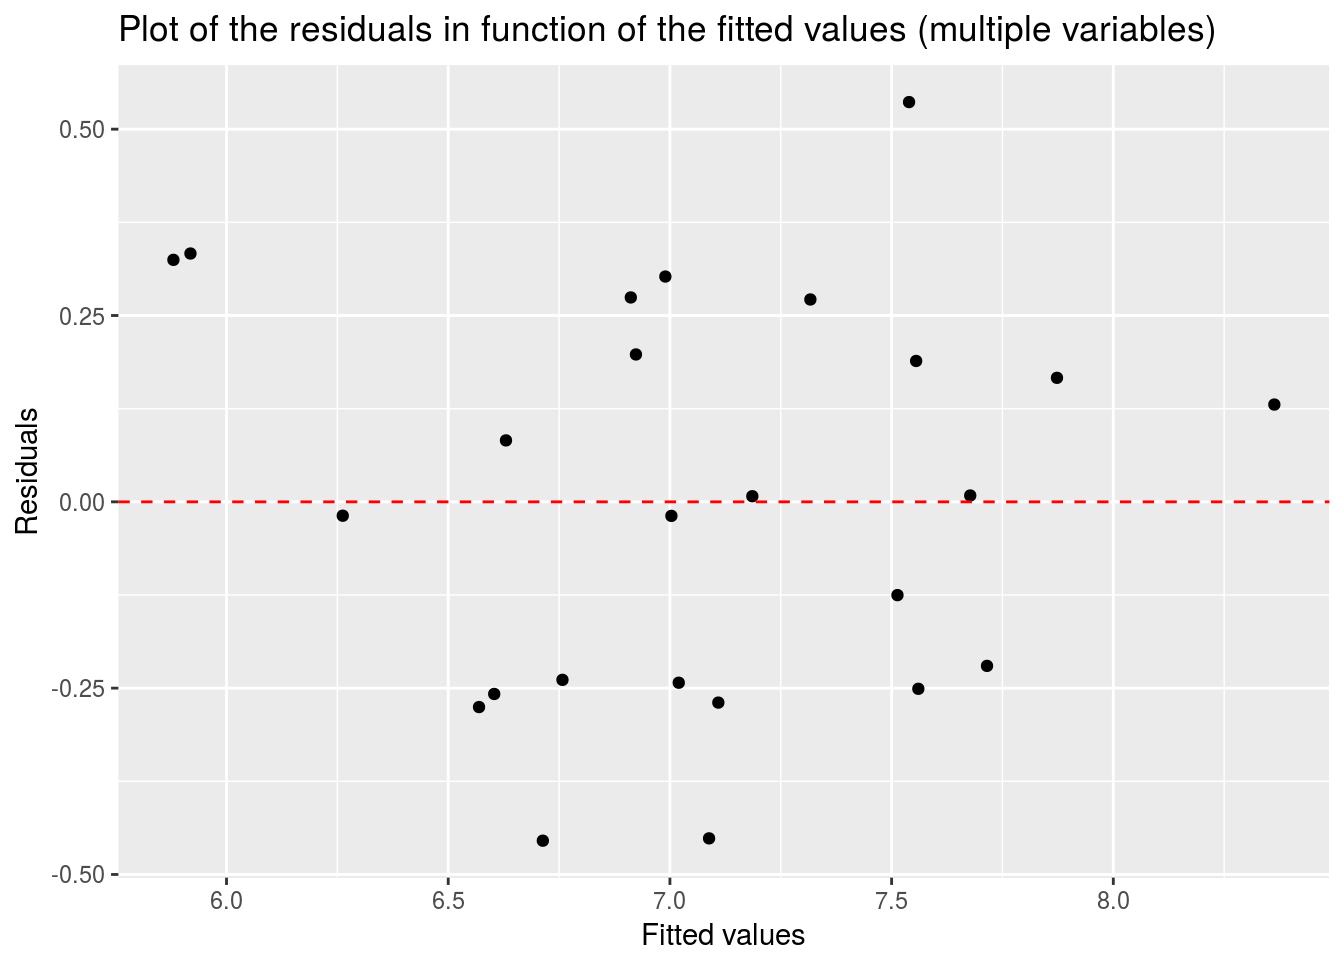 Plot of the residuals in function of the fitted values (multiple variables)
Residuals
0.50
0.25
0.00
-0.25
-0.50
6.0 6.5 7.0 7.5 8.0
Fitted values